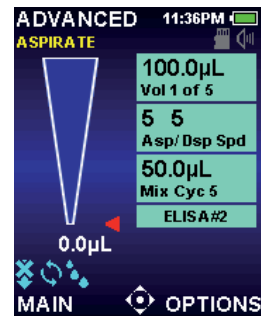 ADVANCED 11:36PM
ASPIRATE
100.0µL
Vol 1 of 5
5 5
Asp/Dsp Spd
50.0µL
Mix Cyc 5
ELISA#2
0.0µL
MAIN OPTIONS